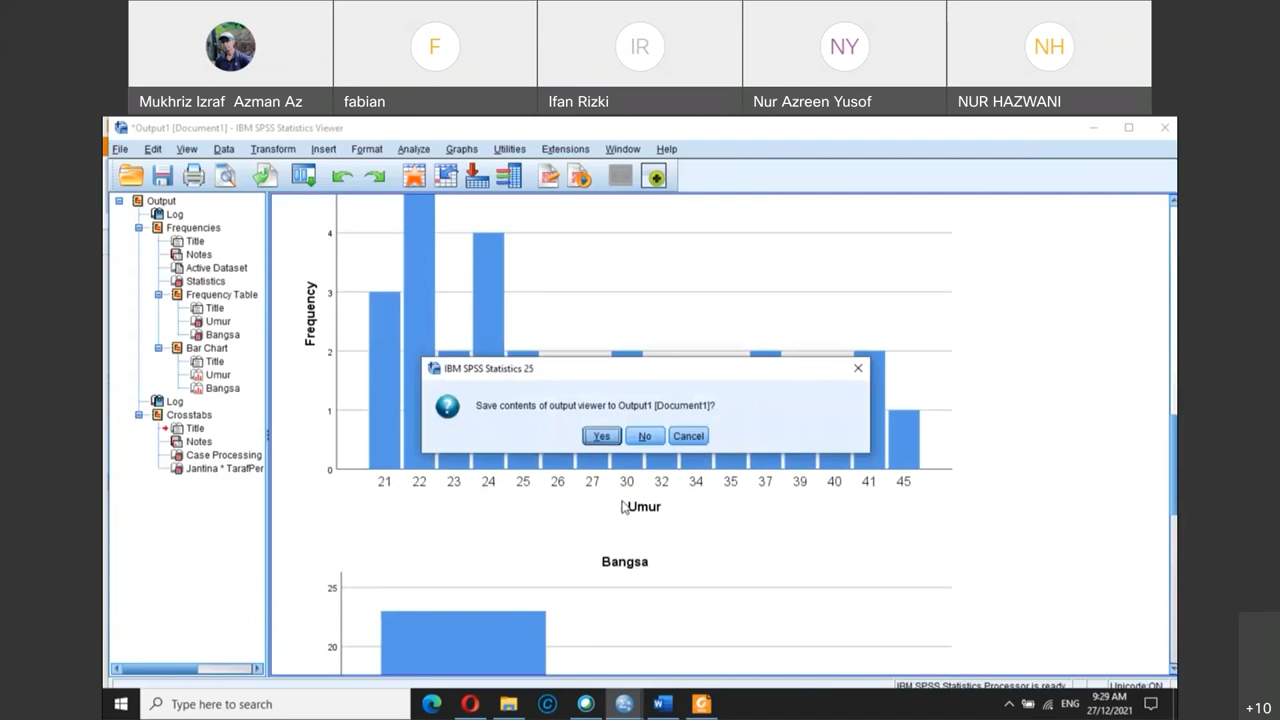 F
IR
NY
NH
Mukhriz Izraf Azman Az
fabian
Ifan Rizki
Nur Azreen Yusof
NUR HAZWANI
*Output1 [Document1] - IBM SPSS Statistics Viewer
File Edit View Data Transform Insert Format Analyze Graphs Utilities Extensions Window Help
Output
Log
Frequencies
Title
Notes
Active Dataset
Statistics
Frequency Table
Title
Umur
Bangsa
Bar Chart
Title
Umur
Bangsa
Log
Crosstabs
Title
Notes
Case Processing
Jantina * TarafPer
Frequency
4
3
2
1
0
21 22 23 24 25 26 27 30 32 34 35 37 39 40 41 45
Umur
IBM SPSS Statistics 25
Save contents of output viewer to Output1 [Document1]?
Yes No Cancel
Bangsa
25
20
IBM SPSS Statistics Processor is ready
Unicode:ON
Type here to search
ENG
9:29 AM
27/12/2021
+10